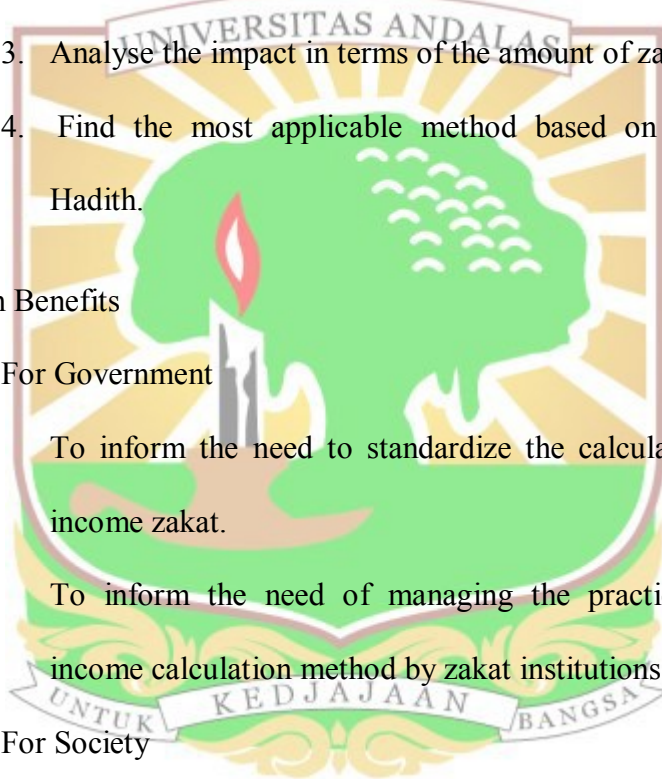 UNIVERSITAS ANDALAS
3. Analyse the impact in terms of the amount of za
4. Find the most applicable method based on
Hadith.
Benefits
For Government
To inform the need to standardize the calcula
income zakat.
To inform the need of managing the practi
income calculation method by zakat institutions
For Society
UNTUK KEDJAJAAN BANGSA